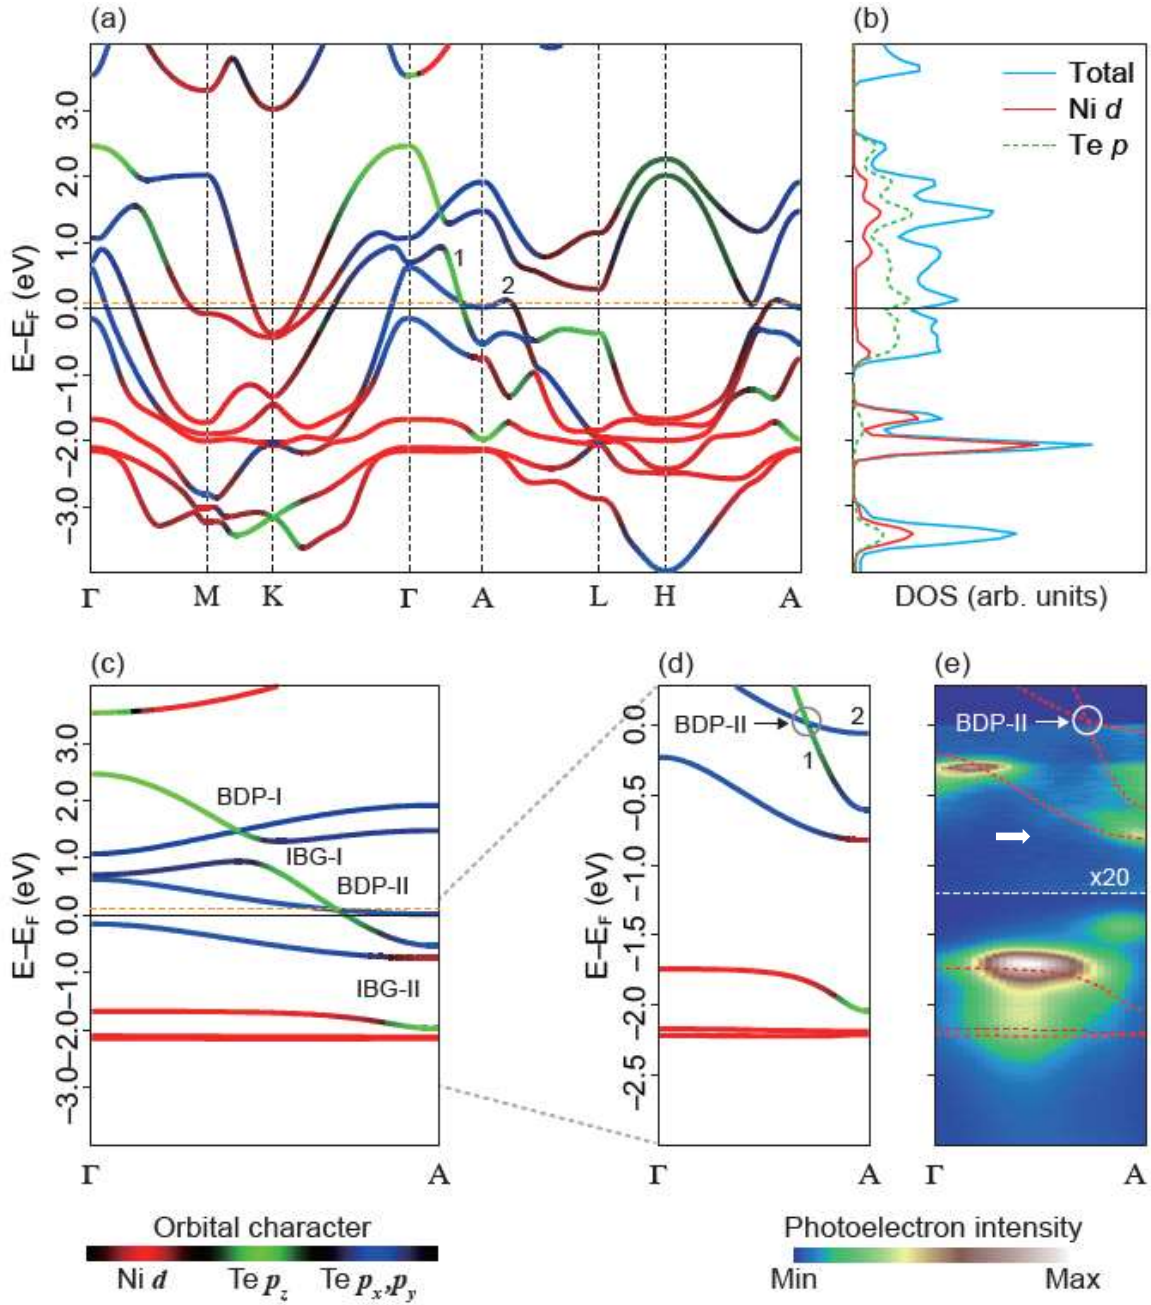 (a)
(b)
E–E_F (eV)
3.0
2.0
1.0
0.0
−1.0
−2.0
−3.0
1
2
Γ M K Γ A L H A
Total
Ni d
Te p
DOS (arb. units)
(c)
(d)
(e)
E–E_F (eV)
3.0
2.0
1.0
0.0
−1.0
−2.0
−3.0
BDP-I
IBG-I
BDP-II
IBG-II
Γ A
E–E_F (eV)
0.0
−0.5
−1.0
−1.5
−2.0
−2.5
BDP-II
2
1
Γ A
BDP-II
x20
Γ A
Orbital character
Ni d Te p_z Te p_x,p_y
Photoelectron intensity
Min Max